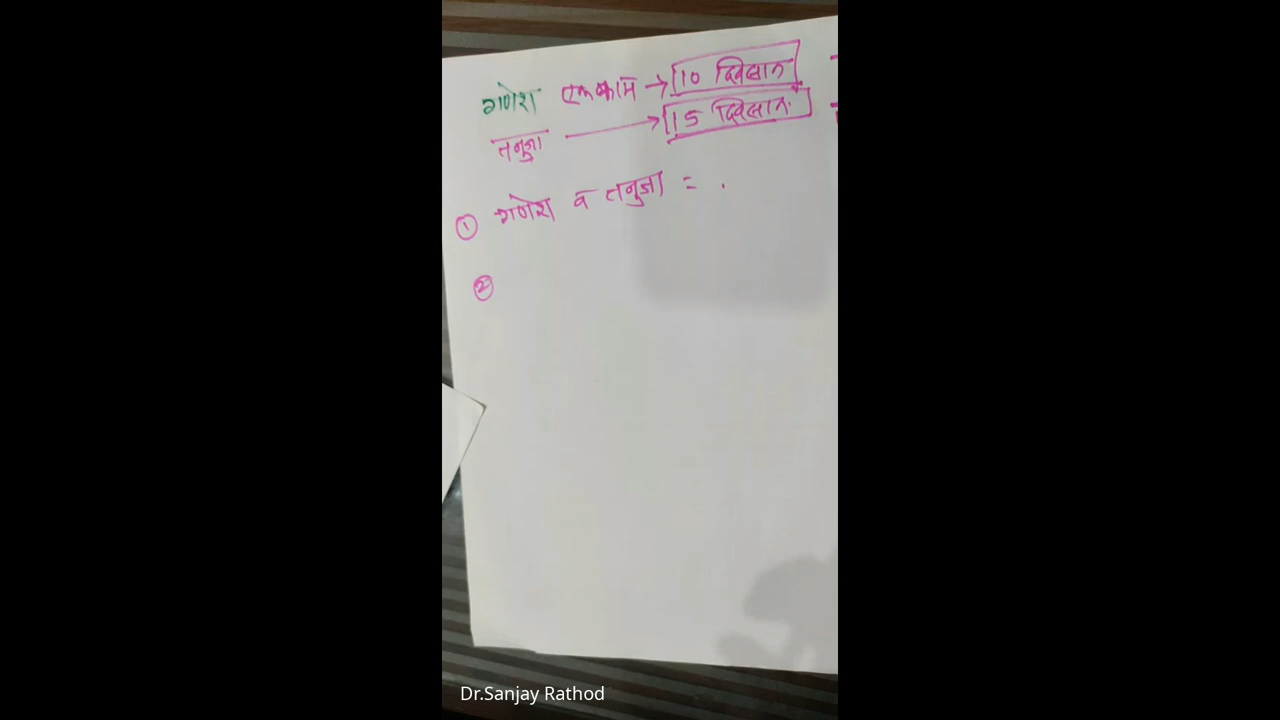 गणेश एक काम → 10 दिवसात
तनुजा → 15 दिवसात
① गणेश व तनुजा = .
②
Dr.Sanjay Rathod